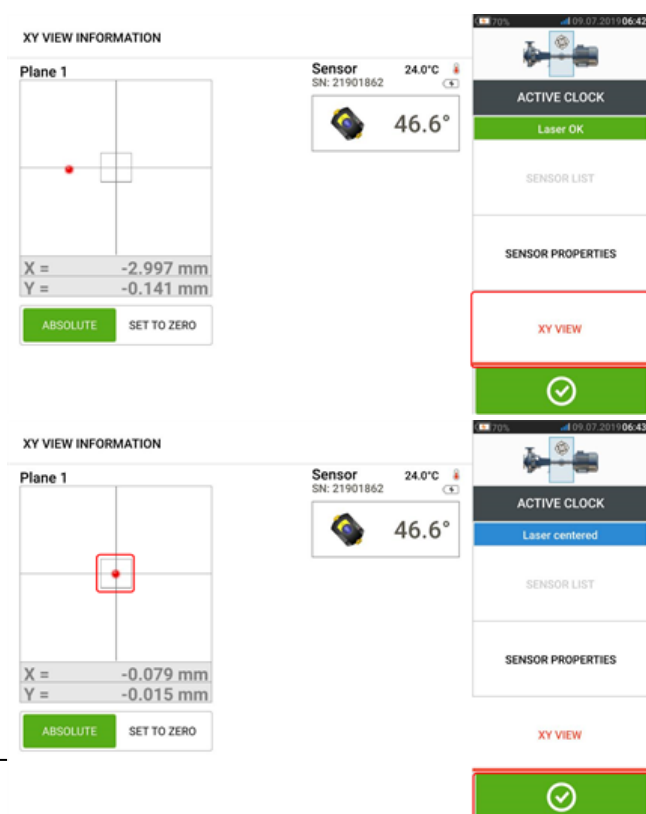 70% 09.07.2019 06:42
XY VIEW INFORMATION
Plane 1
Sensor 24.0°C
SN: 21901862
46.6°
X = -2.997 mm
Y = -0.141 mm
ABSOLUTE SET TO ZERO
ACTIVE CLOCK
Laser OK
SENSOR LIST
SENSOR PROPERTIES
XY VIEW
70% 09.07.2019 06:43
XY VIEW INFORMATION
Plane 1
Sensor 24.0°C
SN: 21901862
46.6°
X = -0.079 mm
Y = -0.015 mm
ABSOLUTE SET TO ZERO
ACTIVE CLOCK
Laser centered
SENSOR LIST
SENSOR PROPERTIES
XY VIEW